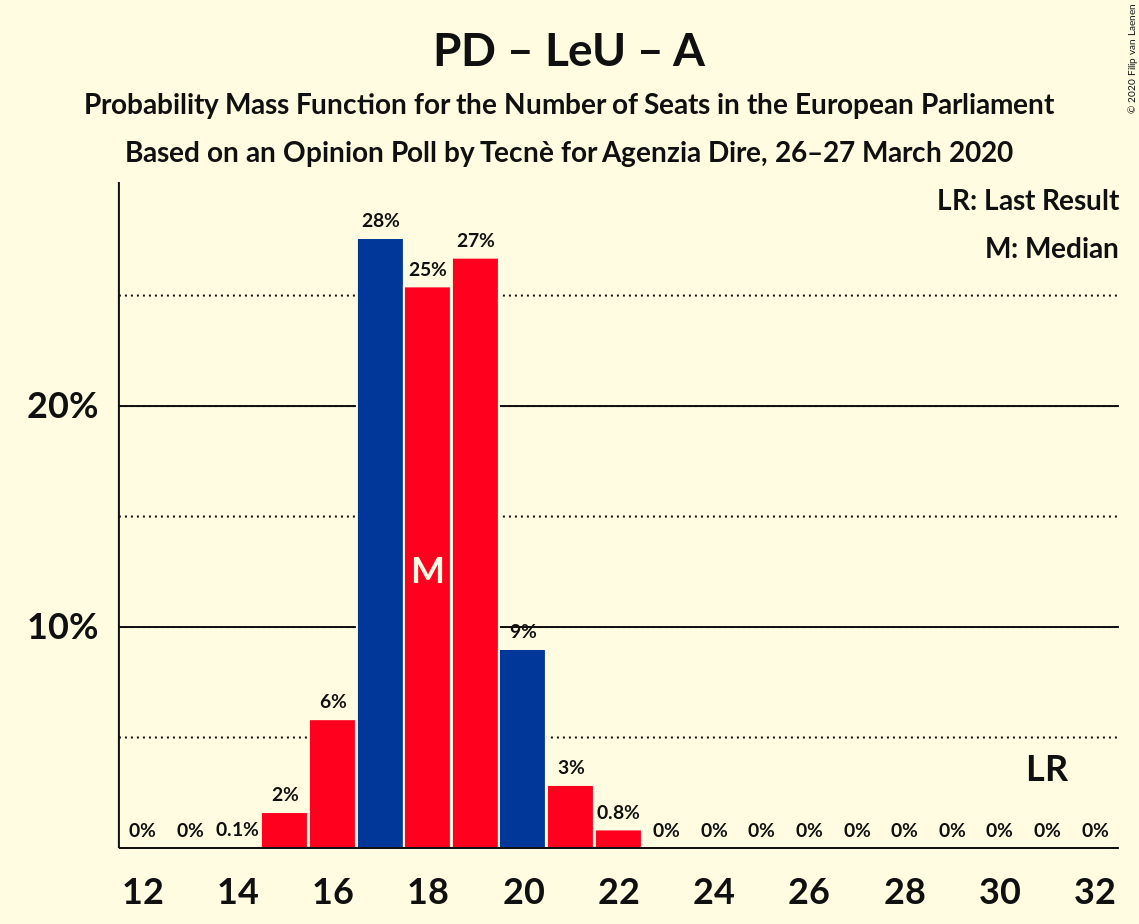 PD – LeU – A
Probability Mass Function for the Number of Seats in the European Parliament
Based on an Opinion Poll by Tecnè for Agenzia Dire, 26–27 March 2020
© 2020 Filip van Laenen
LR: Last Result
M: Median
28%
27%
25%
20%
M
10%
9%
6%
LR
3%
2%
0.8%
0% 0% 0.1% 0% 0% 0% 0% 0% 0% 0% 0% 0% 0%
12 14 16 18 20 22 24 26 28 30 32